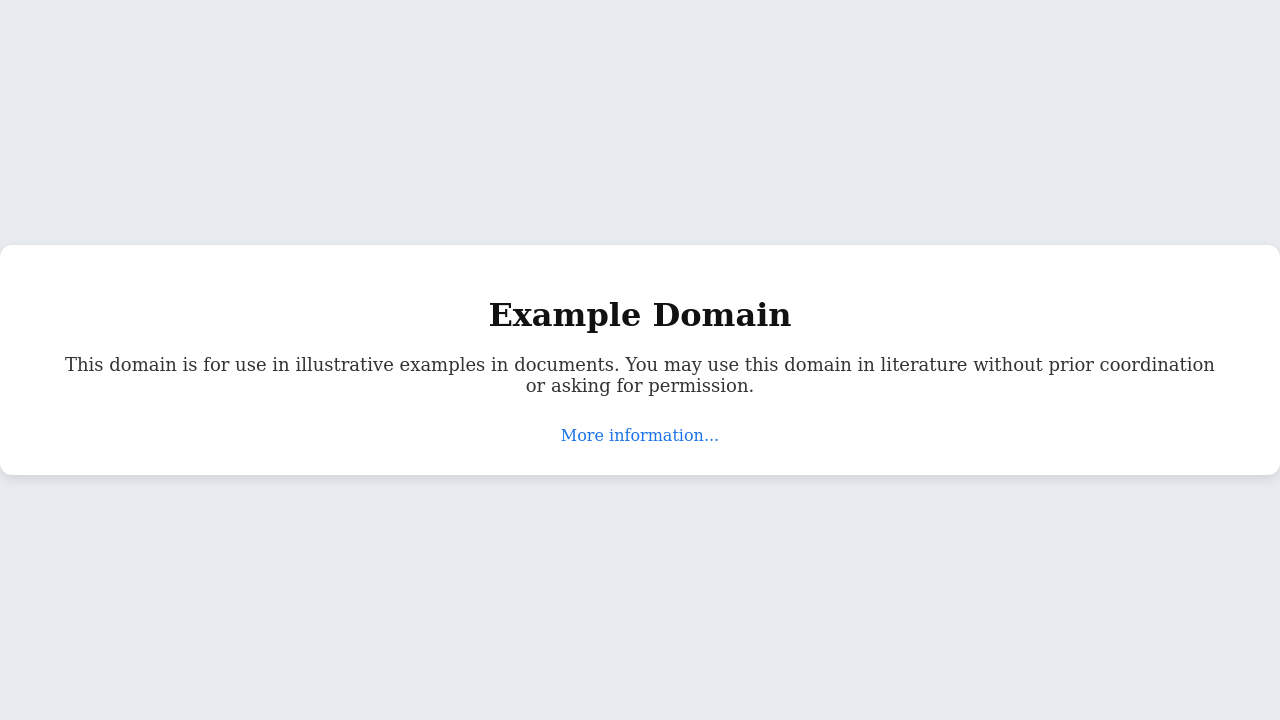 Example Domain
This domain is for use in illustrative examples in documents. You may use this domain in literature without prior coordination
or asking for permission.
More information...